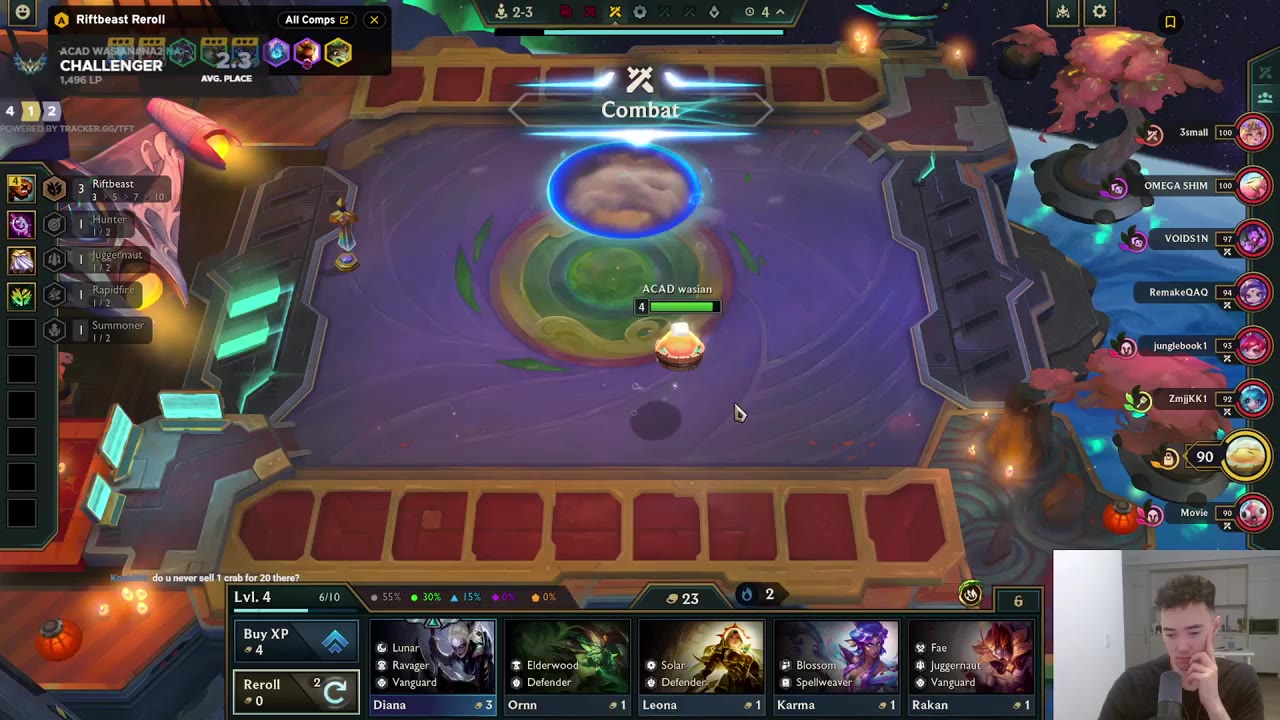 Riftbeast Reroll
All Comps
ACAD WASIAN#NA2
CHALLENGER
1,496 LP
2.3
AVG. PLACE
4 1 2
POWERED BY TRACKER.GG/TFT
2-3
4
Combat
4
3 Riftbeast
3 > 5 > 7 > 10
1 Hunter
1 / 2
1 Juggernaut
1 / 2
1 Rapidfire
1 / 2
1 Summoner
1 / 2
ACAD wasian
4
3small 100
OMEGA SHIM 100
VOIDS1N 97
RemakeQAQ 94
junglebook1 93
ZmjjKK1 92
90
Movie 90
do u never sell 1 crab for 20 there?
Lvl. 4 6/10
55% 30% 15% 0% 0%
23
2
6
Buy XP
4
Reroll 2
0
Lunar
Ravager
Vanguard
Diana 3
Elderwood
Defender
Ornn 1
Solar
Defender
Leona 1
Blossom
Spellweaver
Karma 1
Fae
Juggernaut
Vanguard
Rakan 1